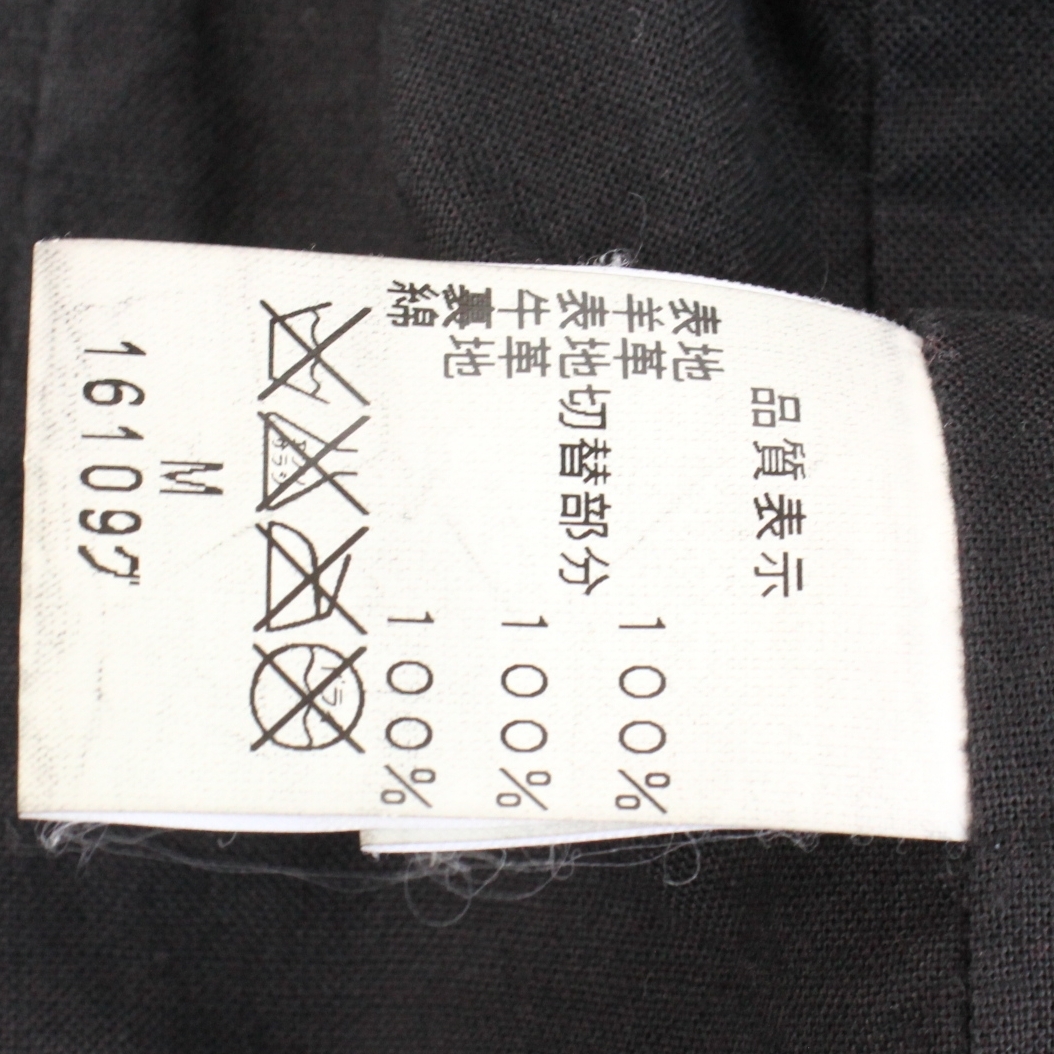 品質表示
表地
羊革 100%
表地切替部分
牛革 100%
裏地
綿 100%
M
16109グ